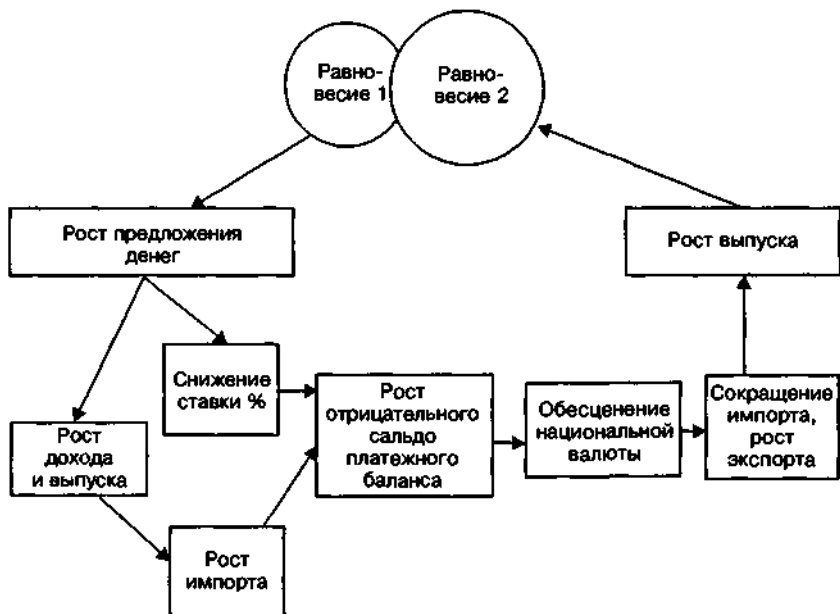 Равно-
весие 1
Равно-
весие 2
Рост предложения
денег
Рост выпуска
Снижение
ставки %
Рост
отрицательного
сальдо
платежного
баланса
Обесценение
национальной
валюты
Сокращение
импорта,
рост
экспорта
Рост
дохода
и выпуска
Рост
импорта